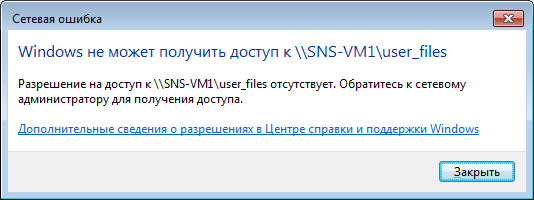 Сетевая ошибка
Windows не может получить доступ к \\SNS-VM1\user_files
Разрешение на доступ к \\SNS-VM1\user_files отсутствует. Обратитесь к сетевому
администратору для получения доступа.
Дополнительные сведения о разрешениях в Центре справки и поддержки Windows
Закрыть